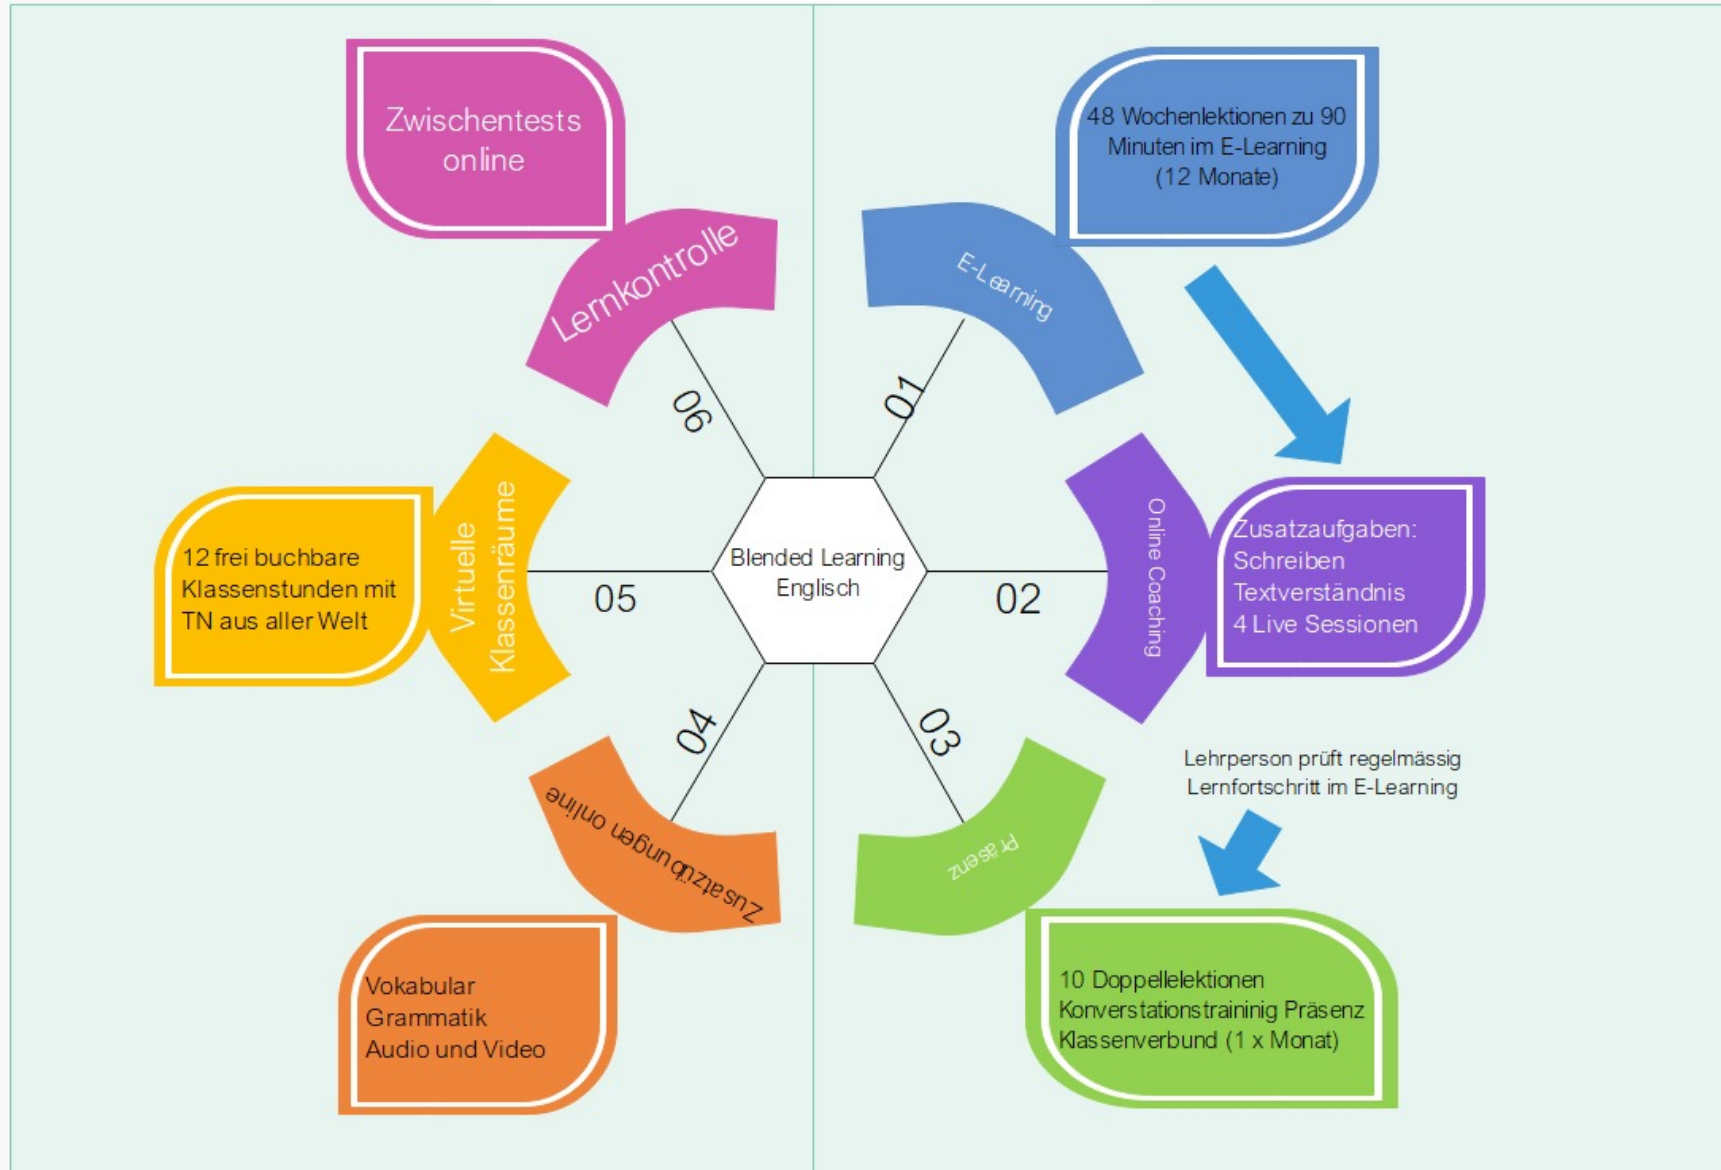 Blended Learning
Englisch
01
E-Learning
48 Wochenlektionen zu 90
Minuten im E-Learning
(12 Monate)
02
Online Coaching
Zusatzaufgaben:
Schreiben
Textverständnis
4 Live Sessionen
Lehrperson prüft regelmässig
Lernfortschritt im E-Learning
03
Präsenz
10 Doppellelektionen
Konverstationstraininig Präsenz
Klassenverbund (1 x Monat)
04
Zusatzübungen online
Vokabular
Grammatik
Audio und Video
05
Virtuelle
Klassenräume
12 frei buchbare
Klassenstunden mit
TN aus aller Welt
06
Lernkontrolle
Zwischentests
online